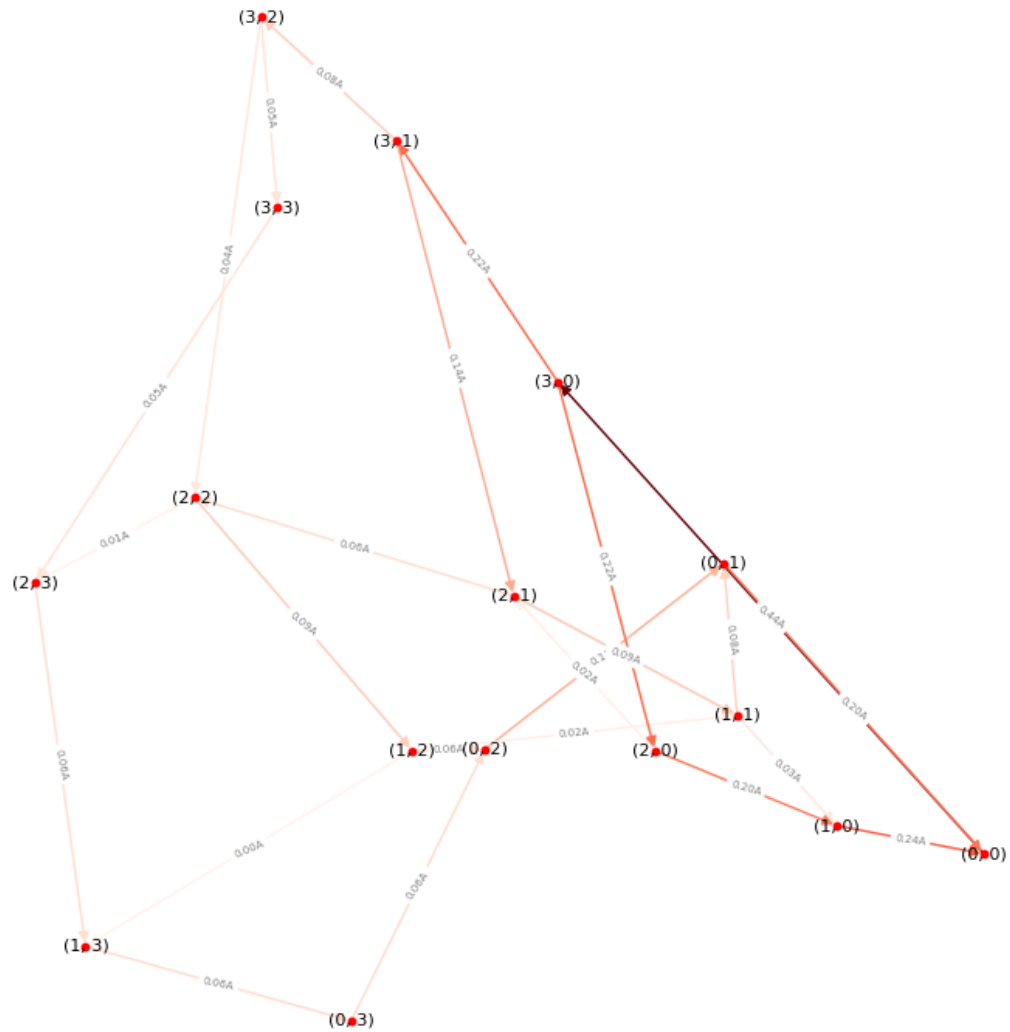 (3, 2)
0.08A
0.05A
(3, 1)
(3, 3)
0.04A
0.22A
0.14A
(3, 0)
0.05A
(2, 2)
0.01A
0.06A
(2, 3)
(2, 1)
0.22A
(0, 1)
0.44A
0.09A
0.08A
0.09A
0.02A
0.20A
(1, 1)
0.02A
(1, 2)
0.06A
(0, 2)
(2, 0)
0.06A
0.03A
0.20A
(1, 0)
0.24A
(0, 0)
0.00A
0.06A
(1, 3)
0.06A
(0, 3)